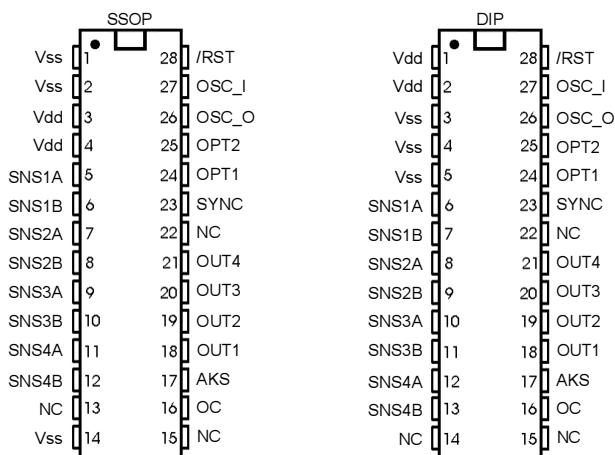 SSOP
Vss 1 28 /RST
Vss 2 27 OSC_I
Vdd 3 26 OSC_O
Vdd 4 25 OPT2
SNS1A 5 24 OPT1
SNS1B 6 23 SYNC
SNS2A 7 22 NC
SNS2B 8 21 OUT4
SNS3A 9 20 OUT3
SNS3B 10 19 OUT2
SNS4A 11 18 OUT1
SNS4B 12 17 AKS
NC 13 16 OC
Vss 14 15 NC
DIP
Vdd 1 28 /RST
Vdd 2 27 OSC_I
Vss 3 26 OSC_O
Vss 4 25 OPT2
Vss 5 24 OPT1
SNS1A 6 23 SYNC
SNS1B 7 22 NC
SNS2A 8 21 OUT4
SNS2B 9 20 OUT3
SNS3A 10 19 OUT2
SNS3B 11 18 OUT1
SNS4A 12 17 AKS
SNS4B 13 16 OC
NC 14 15 NC